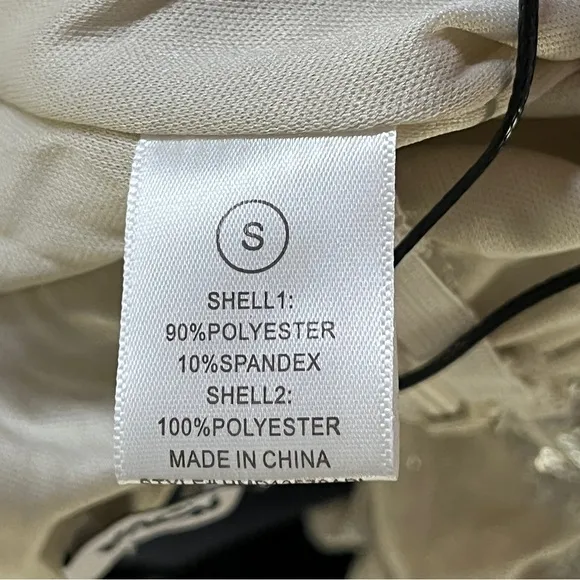 S
SHELL1:
90%POLYESTER
10%SPANDEX
SHELL2:
100%POLYESTER
MADE IN CHINA